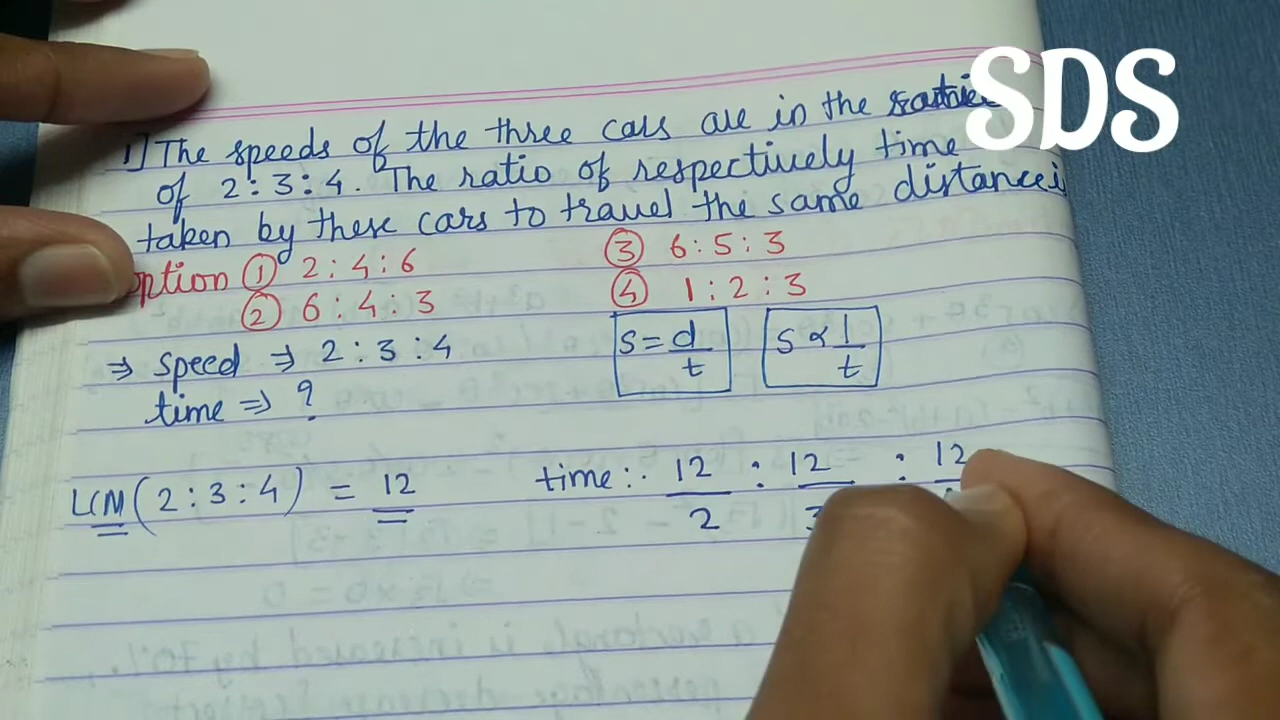 SDS
1] The speeds of the three cars are in the
of 2:3:4. The ratio of respectively time
taken by these cars to travel the same distance i
ption ① 2:4:6 ③ 6:5:3
② 6:4:3 ④ 1:2:3
⇒ speed ⇒ 2:3:4 s = d/t s ∝ 1/t
time ⇒ ?
LCM (2:3:4) = 12 time:. 12/2 : 12/3 : 12